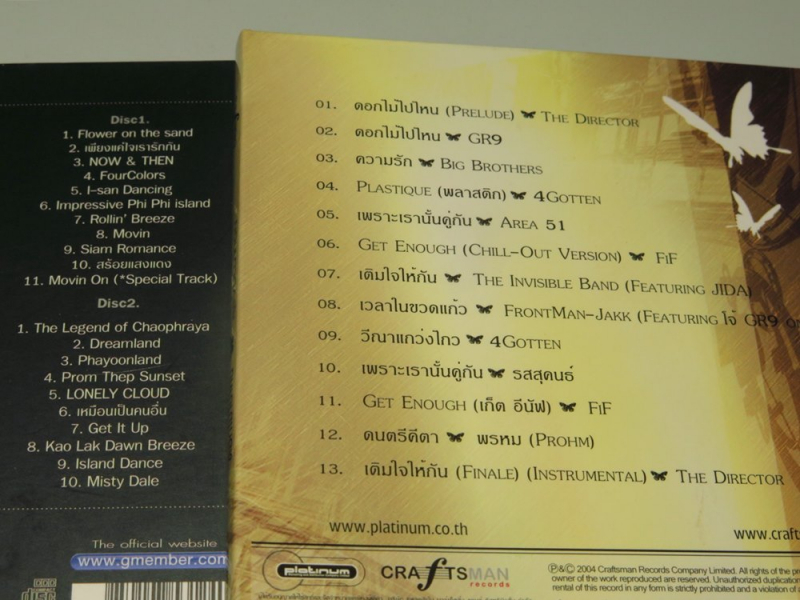 Disc1.
1. Flower on the sand
2. เพียงแค่ใจเรารักกัน
3. NOW & THEN
4. FourColors
5. I-san Dancing
6. Impressive Phi Phi island
7. Rollin' Breeze
8. Movin
9. Siam Romance
10. สร้อยแสงแดง
11. Movin On (*Special Track)
Disc2.
1. The Legend of Chaophraya
2. Dreamland
3. Phayoonland
4. Prom Thep Sunset
5. LONELY CLOUD
6. เหมือนเป็นคนอื่น
7. Get It Up
8. Kao Lak Dawn Breeze
9. Island Dance
10. Misty Dale
The official website
www.gmember.com
01. ดอกไม้ไปไหน (PRELUDE) THE DIRECTOR
02. ดอกไม้ไปไหน GR9
03. ความรัก BIG BROTHERS
04. PLASTIQUE (พลาสติก) 4GOTTEN
05. เพราะเรานั้นคู่กัน AREA 51
06. GET ENOUGH (CHILL-OUT VERSION) FIF
07. เติมใจให้กัน THE INVISIBLE BAND (FEATURING JIDA)
08. เวลาในขวดแก้ว FRONTMAN-JAKK (FEATURING โจ้ GR9
09. วีณาแกว่งไกว 4GOTTEN
10. เพราะเรานั้นคู่กัน รสสุคนธ์
11. GET ENOUGH (เก็ต อีนัฟ) FIF
12. ดนตรีคีตา พรหม (PROHM)
13. เติมใจให้กัน (FINALE) (INSTRUMENTAL) THE DIRECTOR
www.platinum.co.th www.craft
platinum CRAFTSMAN records
℗&© 2004 Craftsman Records Company Limited. All rights of the pro
owner of the work reproduced are reserved. Unauthorized duplication
rental of this record in any form is strictly prohibited and a violation of a